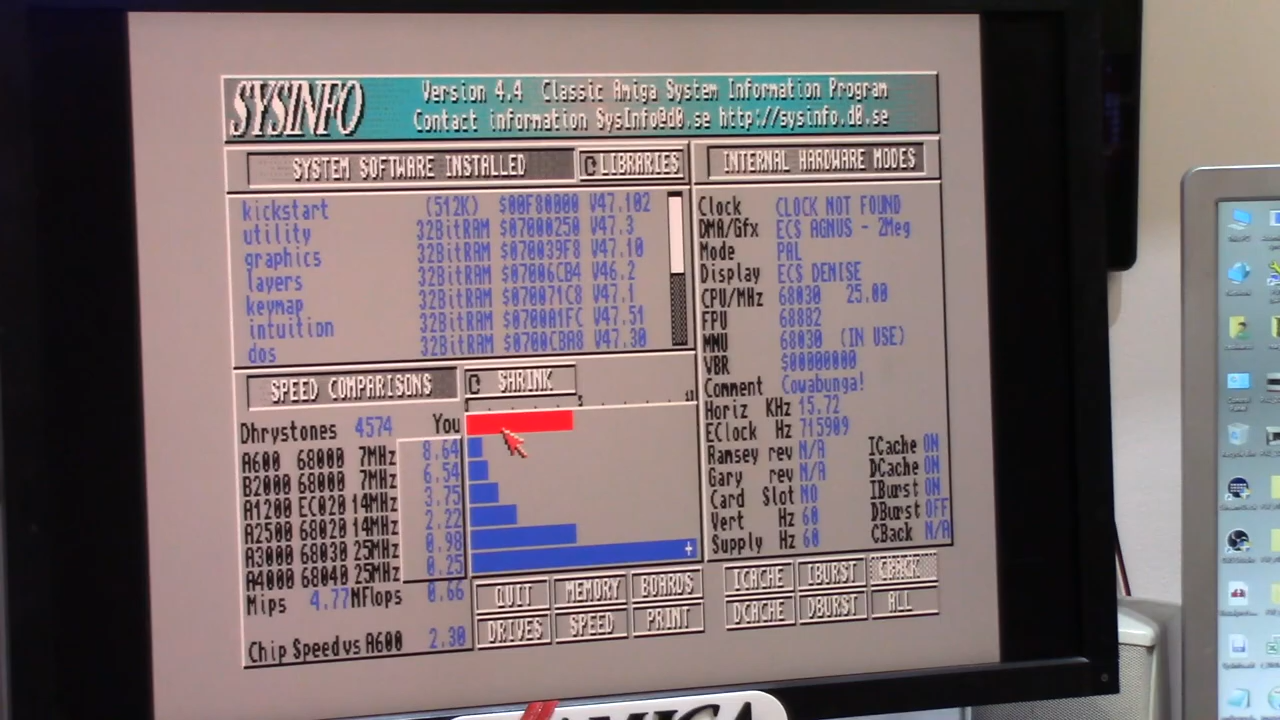 SYSINFO
Version 4.4 Classic Amiga System Information Program
Contact information SysInfo@d0.se http://sysinfo.d0.se
SYSTEM SOFTWARE INSTALLED
LIBRARIES
kickstart (512K) $00F80000 V47.102
utility 32BitRAM $07000250 V47.3
graphics 32BitRAM $070039F8 V47.10
layers 32BitRAM $07006CB4 V46.2
keymap 32BitRAM $070071C8 V47.1
intuition 32BitRAM $0700A1FC V47.51
dos 32BitRAM $0700CBA8 V47.30
INTERNAL HARDWARE MODES
Clock CLOCK NOT FOUND
DMA/Gfx ECS AGNUS - 2Meg
Mode PAL
Display ECS DENISE
CPU/MHz 68030 25.00
FPU 68882
MMU 68030 (IN USE)
VBR $00000000
Comment Cowabunga!
Horiz KHz 15.72
EClock Hz 715909
Ramsey rev N/A
Gary rev N/A
Card Slot NO
Vert Hz 60
Supply Hz 60
ICache ON
DCache ON
IBurst ON
DBurst OFF
CBack N/A
SPEED COMPARISONS
SHRINK
Dhrystones 4574 You
A600 68000 7MHz 8.64
B2000 68000 7MHz 6.54
A1200 EC020 14MHz 3.75
A2500 68020 14MHz 2.22
A3000 68030 25MHz 0.98
A4000 68040 25MHz 0.25
Mips 4.77 MFlops 0.66
Chip Speed vs A600 2.30
QUIT MEMORY BOARDS
DRIVES SPEED PRINT
ICACHE IBURST CBACK
DCACHE DBURST ALL
AMIGA